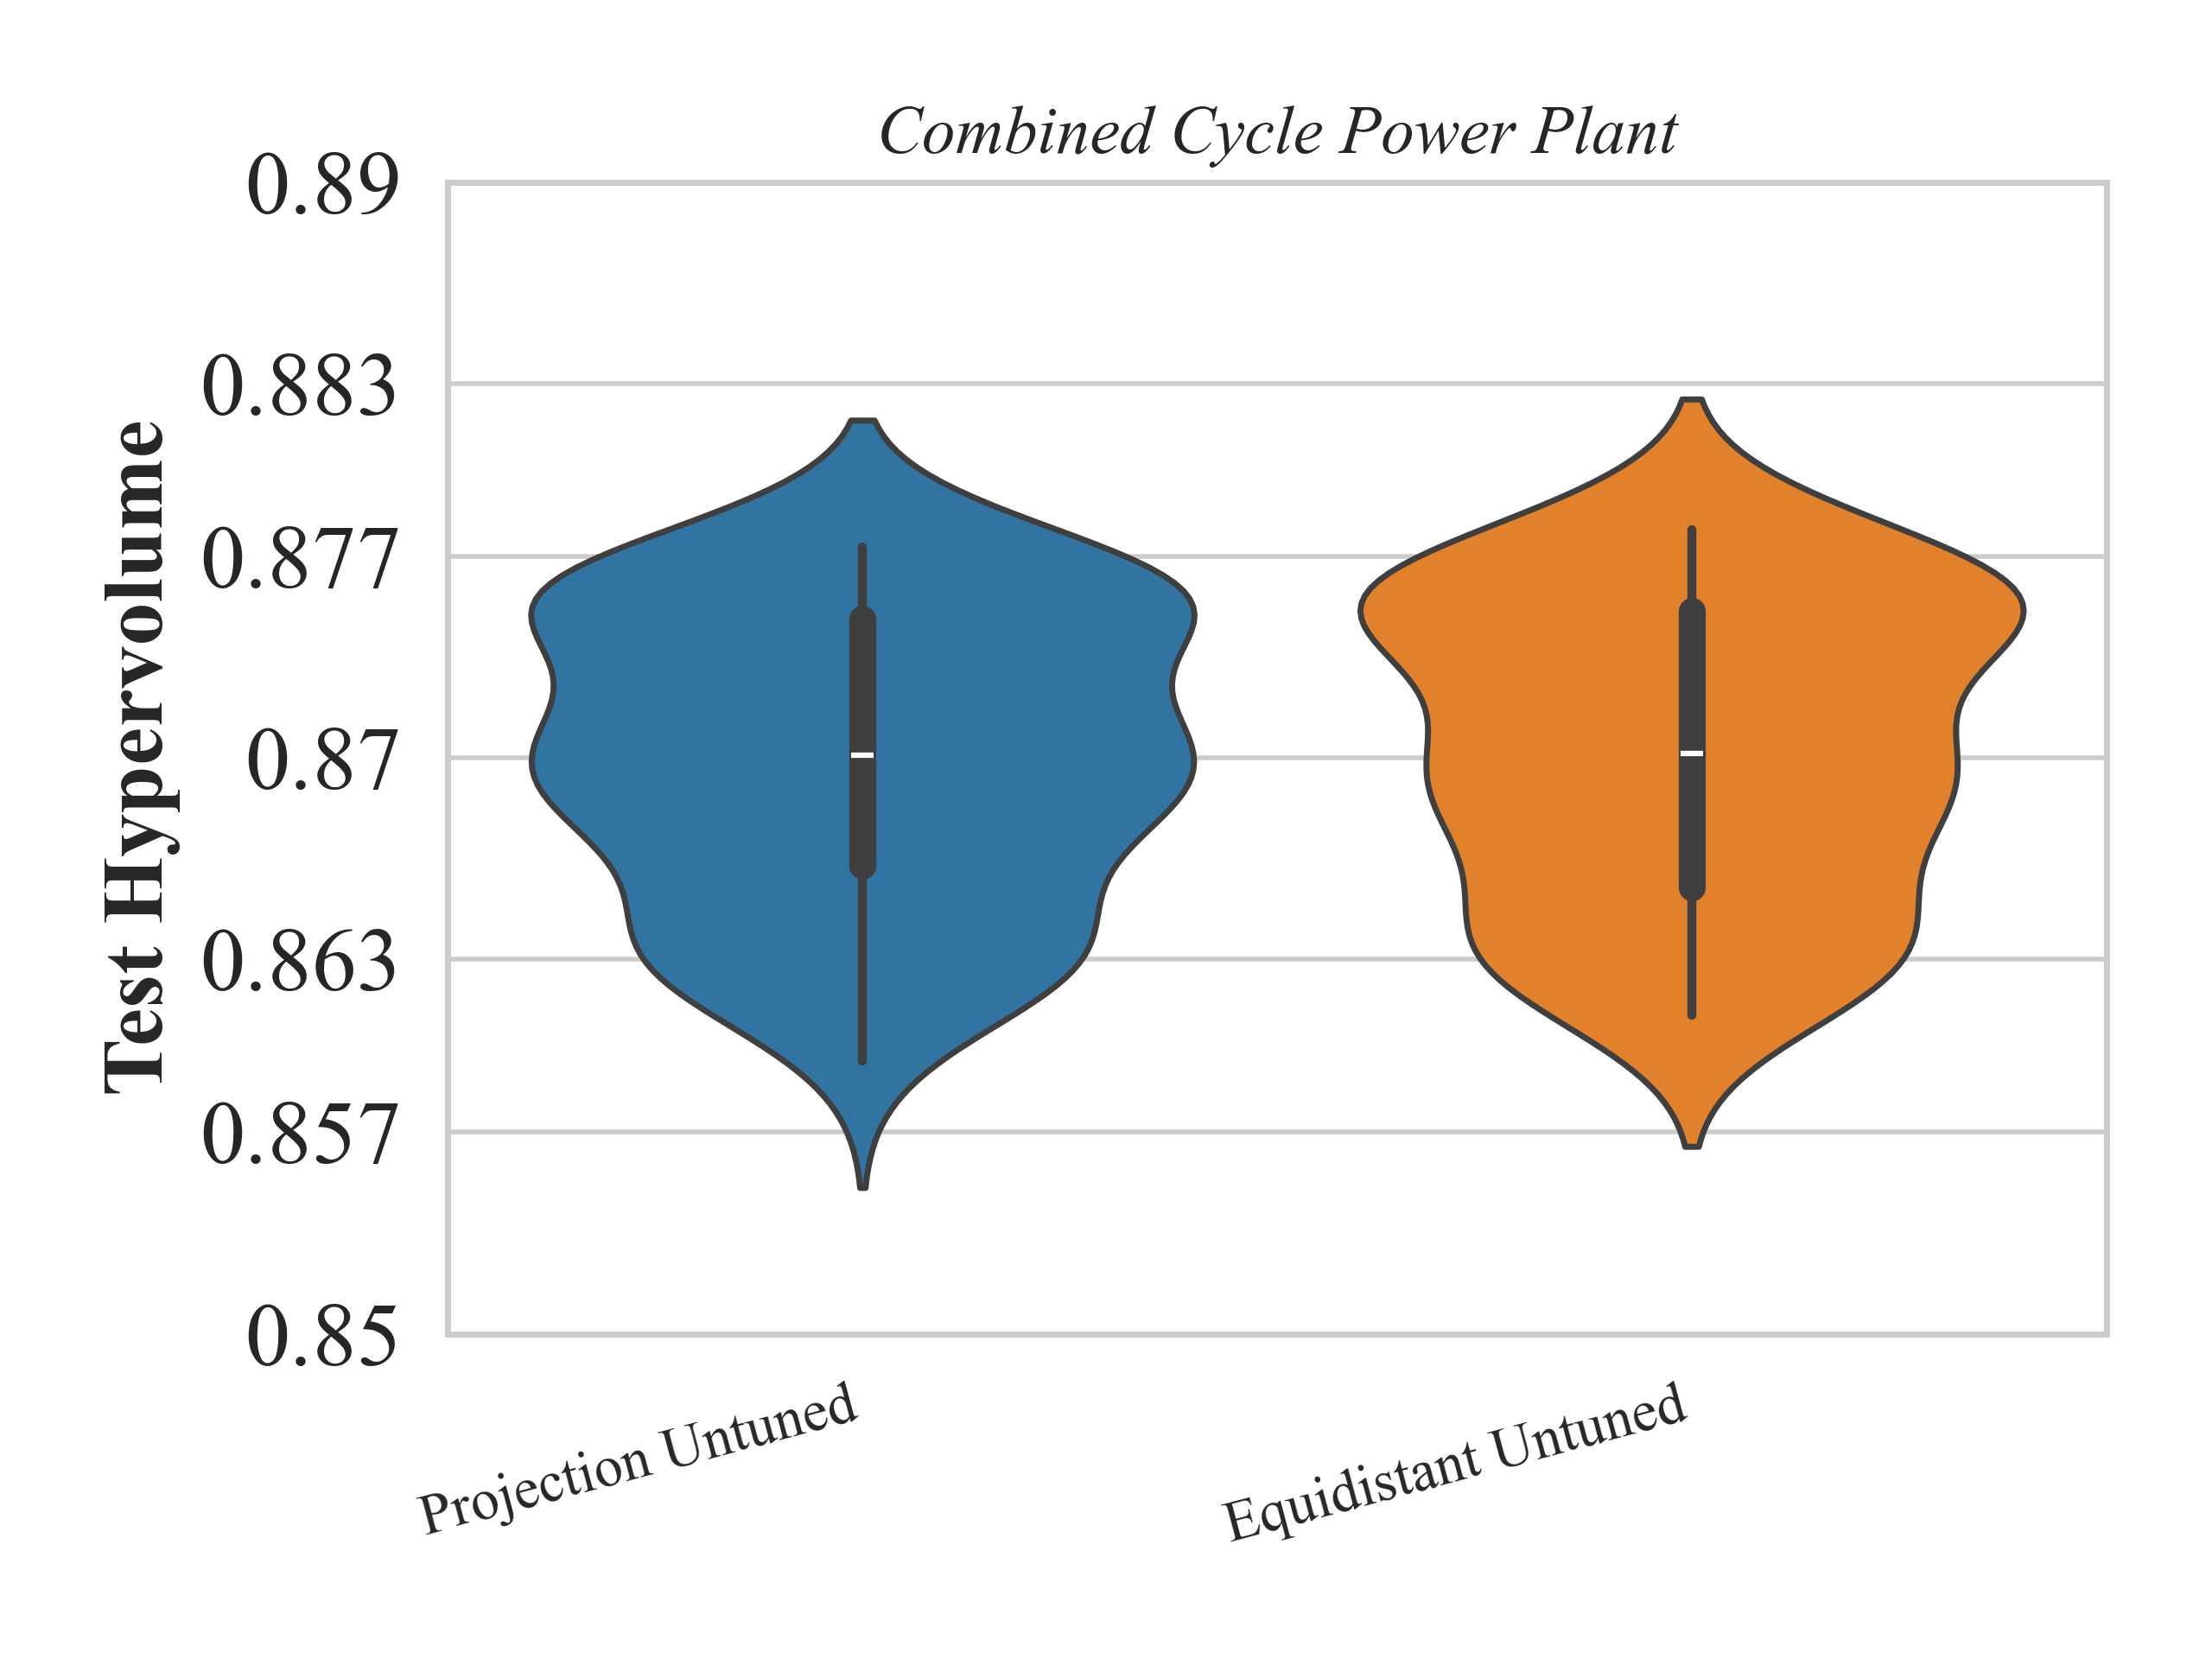 Combined Cycle Power Plant
Test Hypervolume
0.89
0.883
0.877
0.87
0.863
0.857
0.85
Projection Untuned
Equidistant Untuned